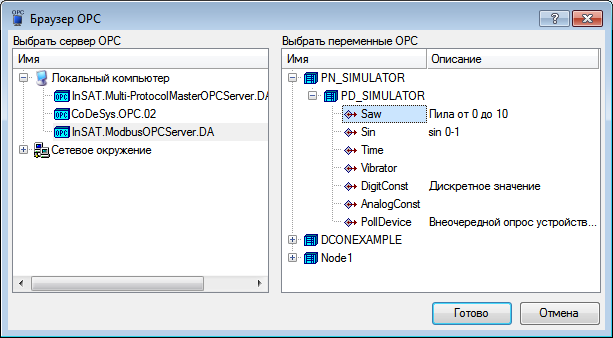 Браузер OPC
Выбрать сервер OPC
Имя
Локальный компьютер
InSAT.Multi-ProtocolMasterOPCServer.DA
CoDeSys.OPC.02
InSAT.ModbusOPCServer.DA
Сетевое окружение
Выбрать переменные OPC
Имя Описание
PN_SIMULATOR
PD_SIMULATOR
Saw Пила от 0 до 10
Sin sin 0-1
Time
Vibrator
DigitConst Дискретное значение
AnalogConst
PollDevice Внеочередной опрос устройств...
DCONEXAMPLE
Node1
Готово Отмена